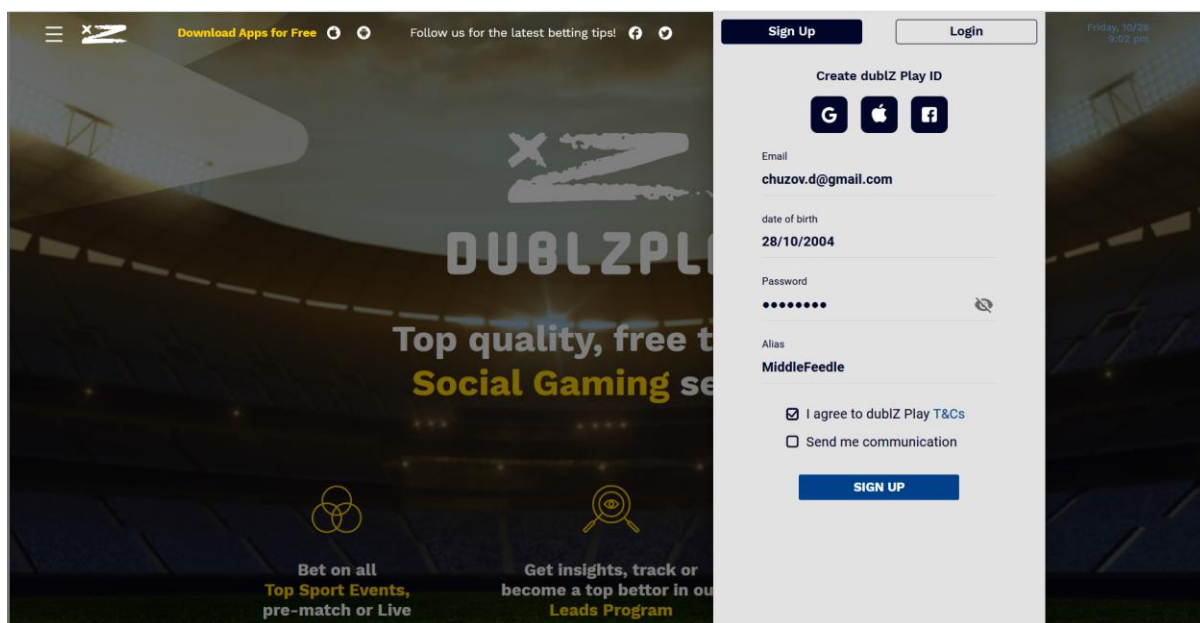 Download Apps for Free
Follow us for the latest betting tips!
Sign Up
Login
Friday, 10/28
9:02 pm
Create dublZ Play ID
Email
chuzov.d@gmail.com
date of birth
28/10/2004
Password
Alias
MiddleFeedle
I agree to dublZ Play T&Cs
Send me communication
SIGN UP
xZ
DUBLZPL
Top quality, free t
Social Gaming se
Bet on all
Top Sport Events,
pre-match or Live
Get insights, track or
become a top bettor in ou
Leads Program